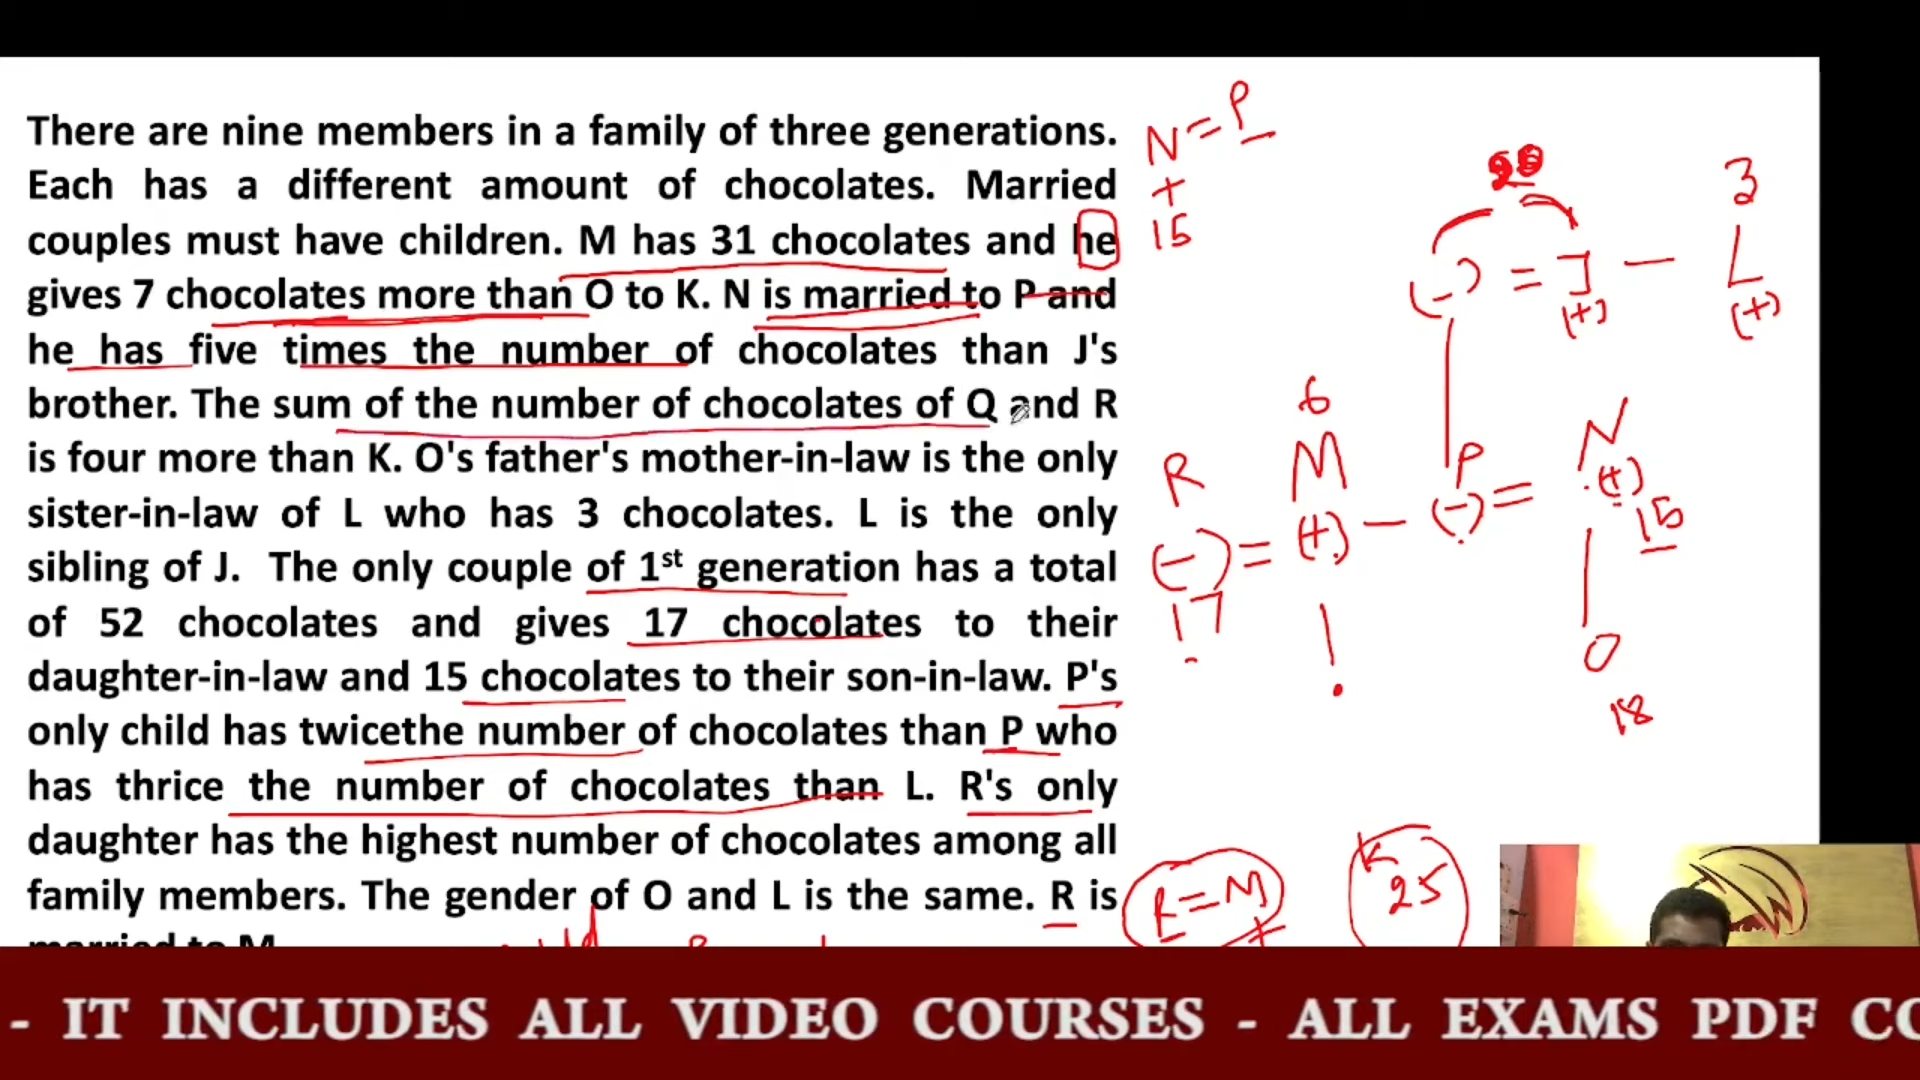 There are nine members in a family of three generations.
Each has a different amount of chocolates. Married
couples must have children. M has 31 chocolates and he
gives 7 chocolates more than O to K. N is married to P and
he has five times the number of chocolates than J's
brother. The sum of the number of chocolates of Q and R
is four more than K. O's father's mother-in-law is the only
sister-in-law of L who has 3 chocolates. L is the only
sibling of J. The only couple of 1st generation has a total
of 52 chocolates and gives 17 chocolates to their
daughter-in-law and 15 chocolates to their son-in-law. P's
only child has twicethe number of chocolates than P who
has thrice the number of chocolates than L. R's only
daughter has the highest number of chocolates among all
family members. The gender of O and L is the same. R is
married to M.
N = P
+
15
3
(-) = J - L
(+) (+)
6
R M P N
(-) = (+) - (-) = (+)
17 15
O
18
R = M
+
K
25
- IT INCLUDES ALL VIDEO COURSES - ALL EXAMS PDF CO